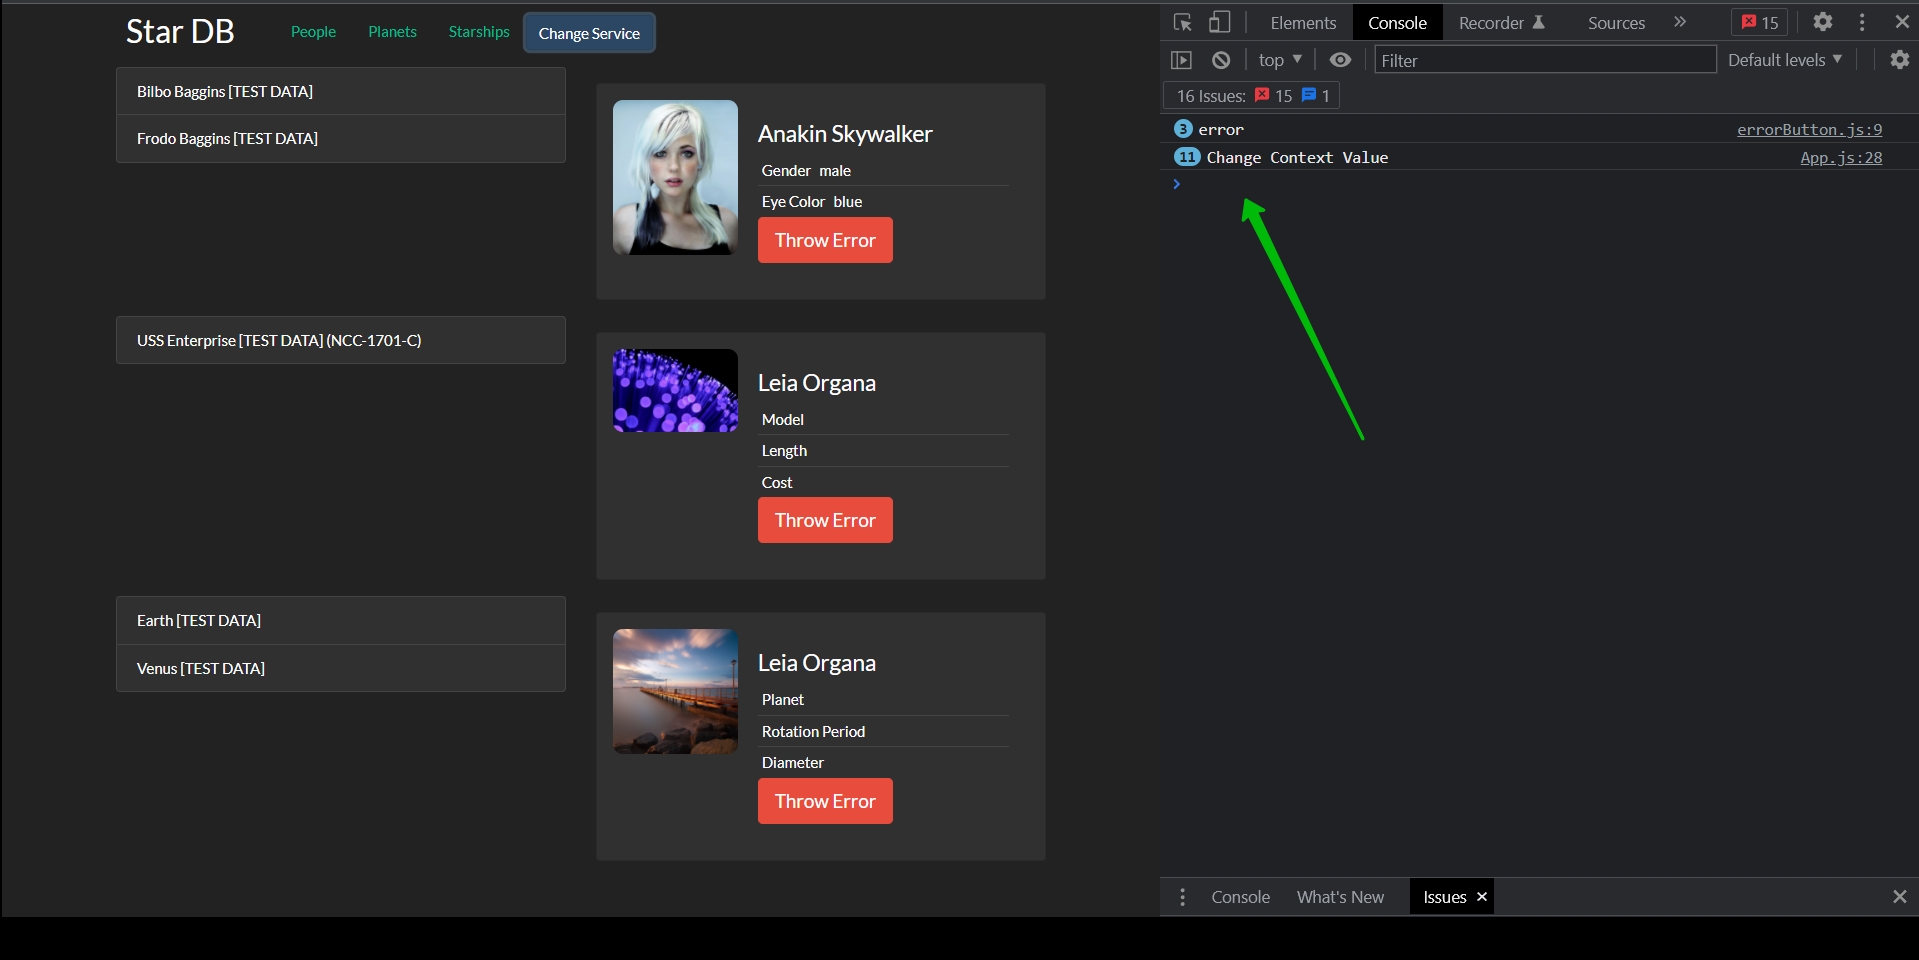 Star DB People Planets Starships Change Service
Bilbo Baggins [TEST DATA]
Frodo Baggins [TEST DATA]
Anakin Skywalker
Gender male
Eye Color blue
Throw Error
USS Enterprise [TEST DATA] (NCC-1701-C)
Leia Organa
Model
Length
Cost
Throw Error
Earth [TEST DATA]
Venus [TEST DATA]
Leia Organa
Planet
Rotation Period
Diameter
Throw Error
Elements Console Recorder Sources 15
top Filter Default levels
16 Issues: 15 1
3 error errorButton.js:9
11 Change Context Value App.js:28
Console What's New Issues